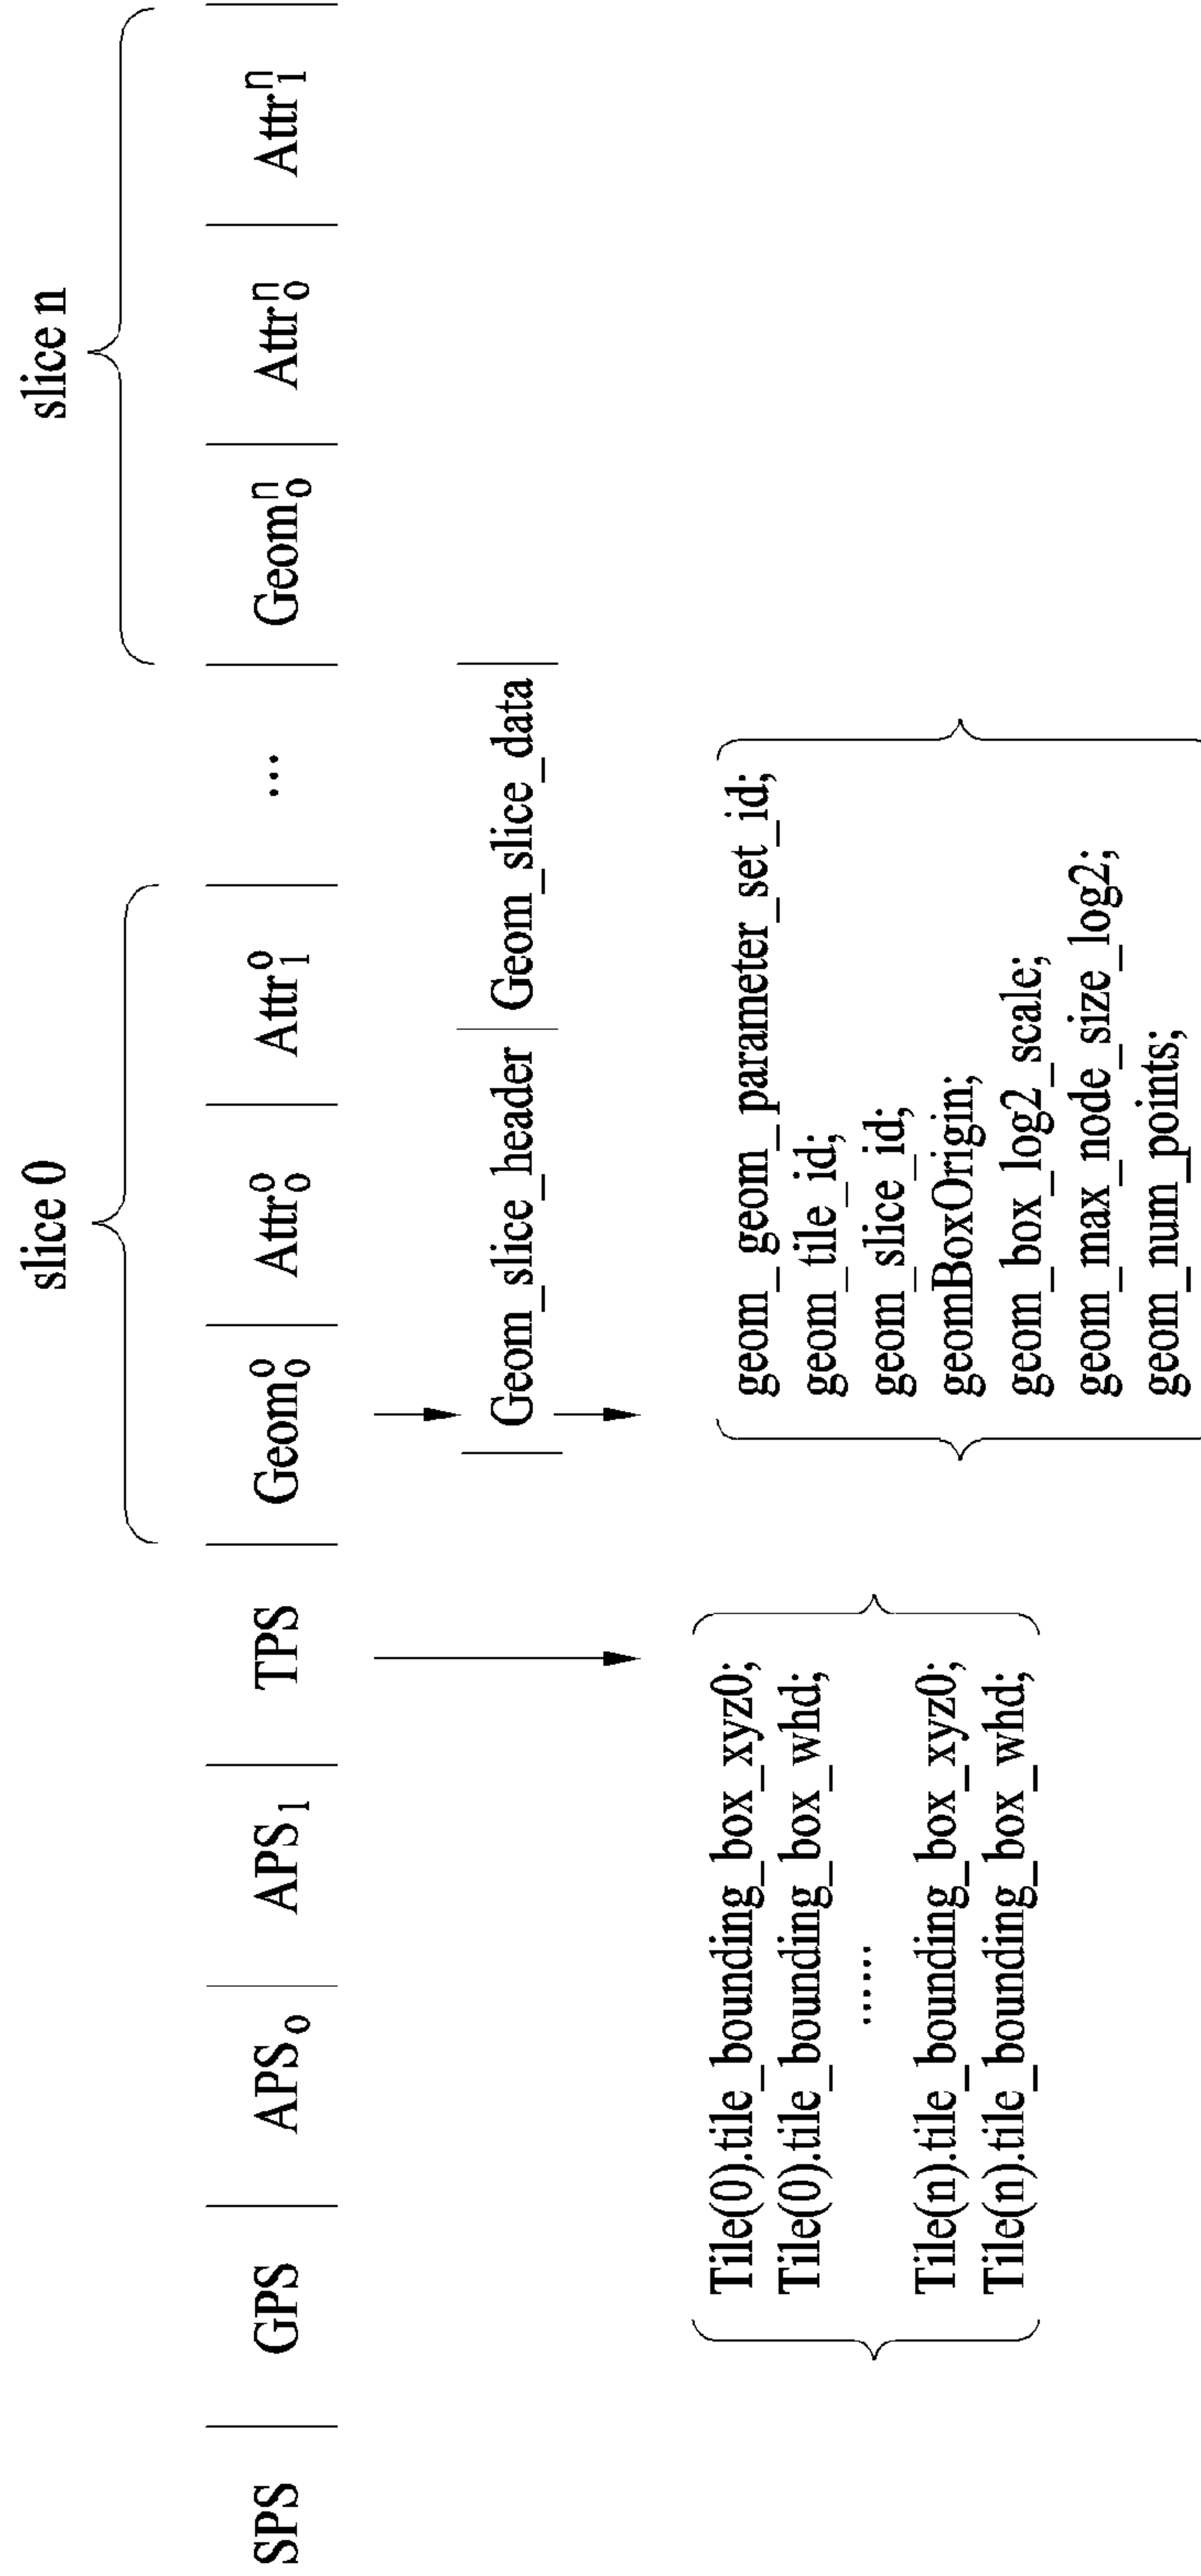 slice 0
slice n
SPS
GPS
APS₀
APS₁
TPS
Geom₀⁰
Attr₀⁰
Attr₁⁰
...
Geom₀ⁿ
Attr₀ⁿ
Attr₁ⁿ
Geom_slice_header
Geom_slice_data
Tile(0).tile_bounding_box_xyz0;
Tile(0).tile_bounding_box_whd;
......
Tile(n).tile_bounding_box_xyz0;
Tile(n).tile_bounding_box_whd;
geom_geom_parameter_set_id;
geom_tile_id;
geom_slice_id;
geomBoxOrigin;
geom_box_log2_scale;
geom_max_node_size_log2;
geom_num_points;